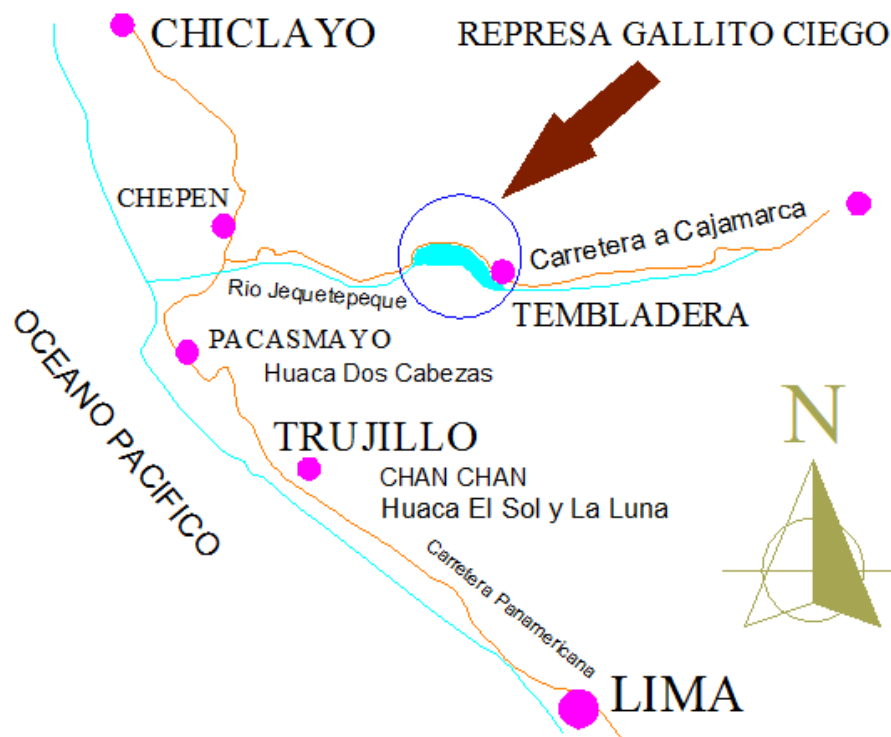 CHICLAYO
REPRESA GALLITO CIEGO
CHEPEN
Carretera a Cajamarca
Rio Jequetepeque
TEMBLADERA
PACASMAYO
Huaca Dos Cabezas
OCEANO PACIFICO
TRUJILLO
CHAN CHAN
Huaca El Sol y La Luna
N
Carretera Panamericana
LIMA